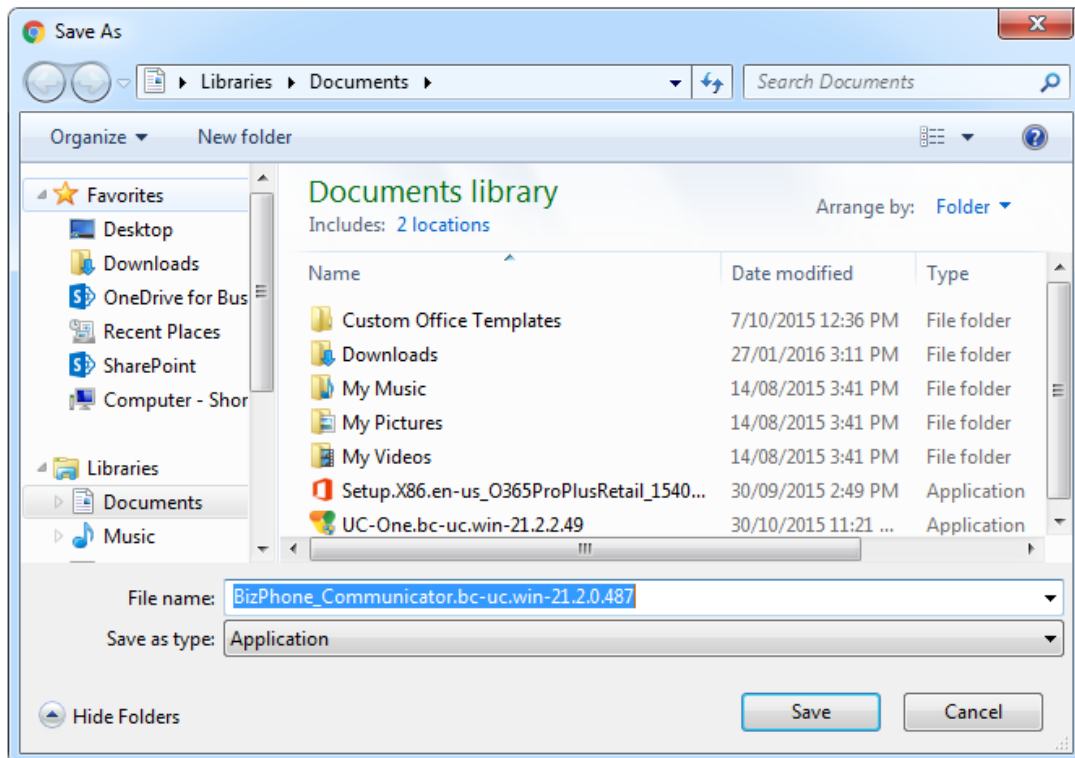 Save As
Libraries Documents
Search Documents
Organize New folder
Favorites
Desktop
Downloads
OneDrive for Bus
Recent Places
SharePoint
Computer - Shor
Libraries
Documents
Music
Documents library
Includes: 2 locations
Arrange by: Folder
Name Date modified Type
Custom Office Templates 7/10/2015 12:36 PM File folder
Downloads 27/01/2016 3:11 PM File folder
My Music 14/08/2015 3:41 PM File folder
My Pictures 14/08/2015 3:41 PM File folder
My Videos 14/08/2015 3:41 PM File folder
Setup.X86.en-us_O365ProPlusRetail_1540... 30/09/2015 2:49 PM Application
UC-One.bc-uc.win-21.2.2.49 30/10/2015 11:21 ... Application
File name: BizPhone_Communicator.bc-uc.win-21.2.0.487
Save as type: Application
Hide Folders
Save Cancel